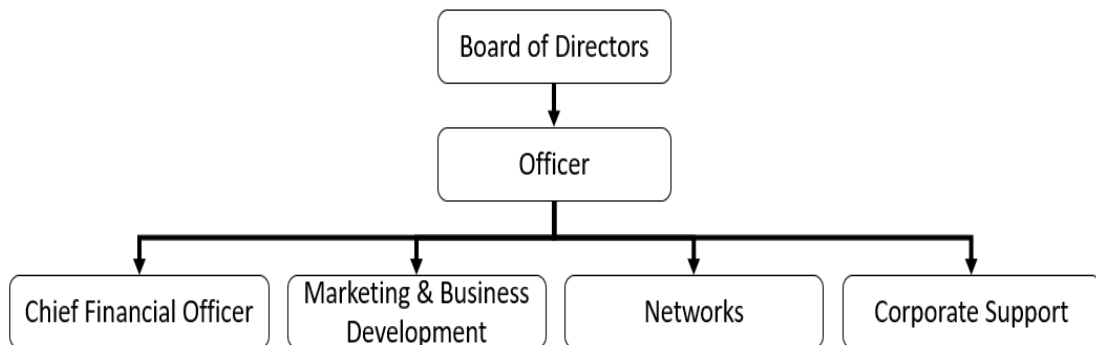 Board of Directors
Officer
Chief Financial Officer
Marketing & Business
Development
Networks
Corporate Support